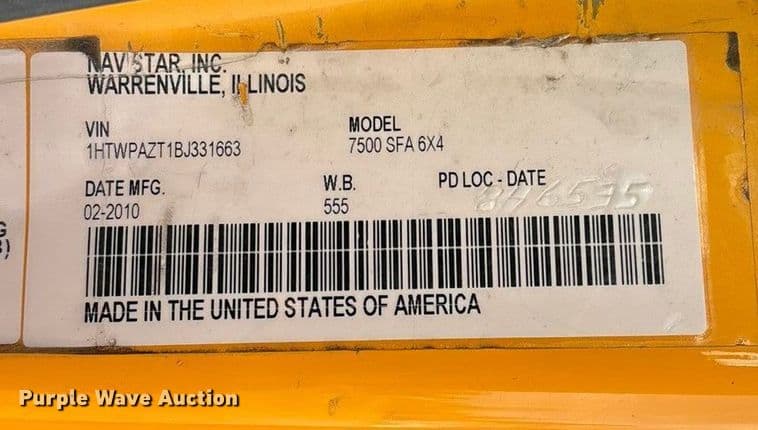 NAVISTAR, INC.
WARRENVILLE, ILLINOIS
VIN
MODEL
1HTWPAZT1BJ331663
7500 SFA 6X4
DATE MFG.
W.B.
PD LOC - DATE
02-2010
555
846535
MADE IN THE UNITED STATES OF AMERICA
Purple Wave Auction